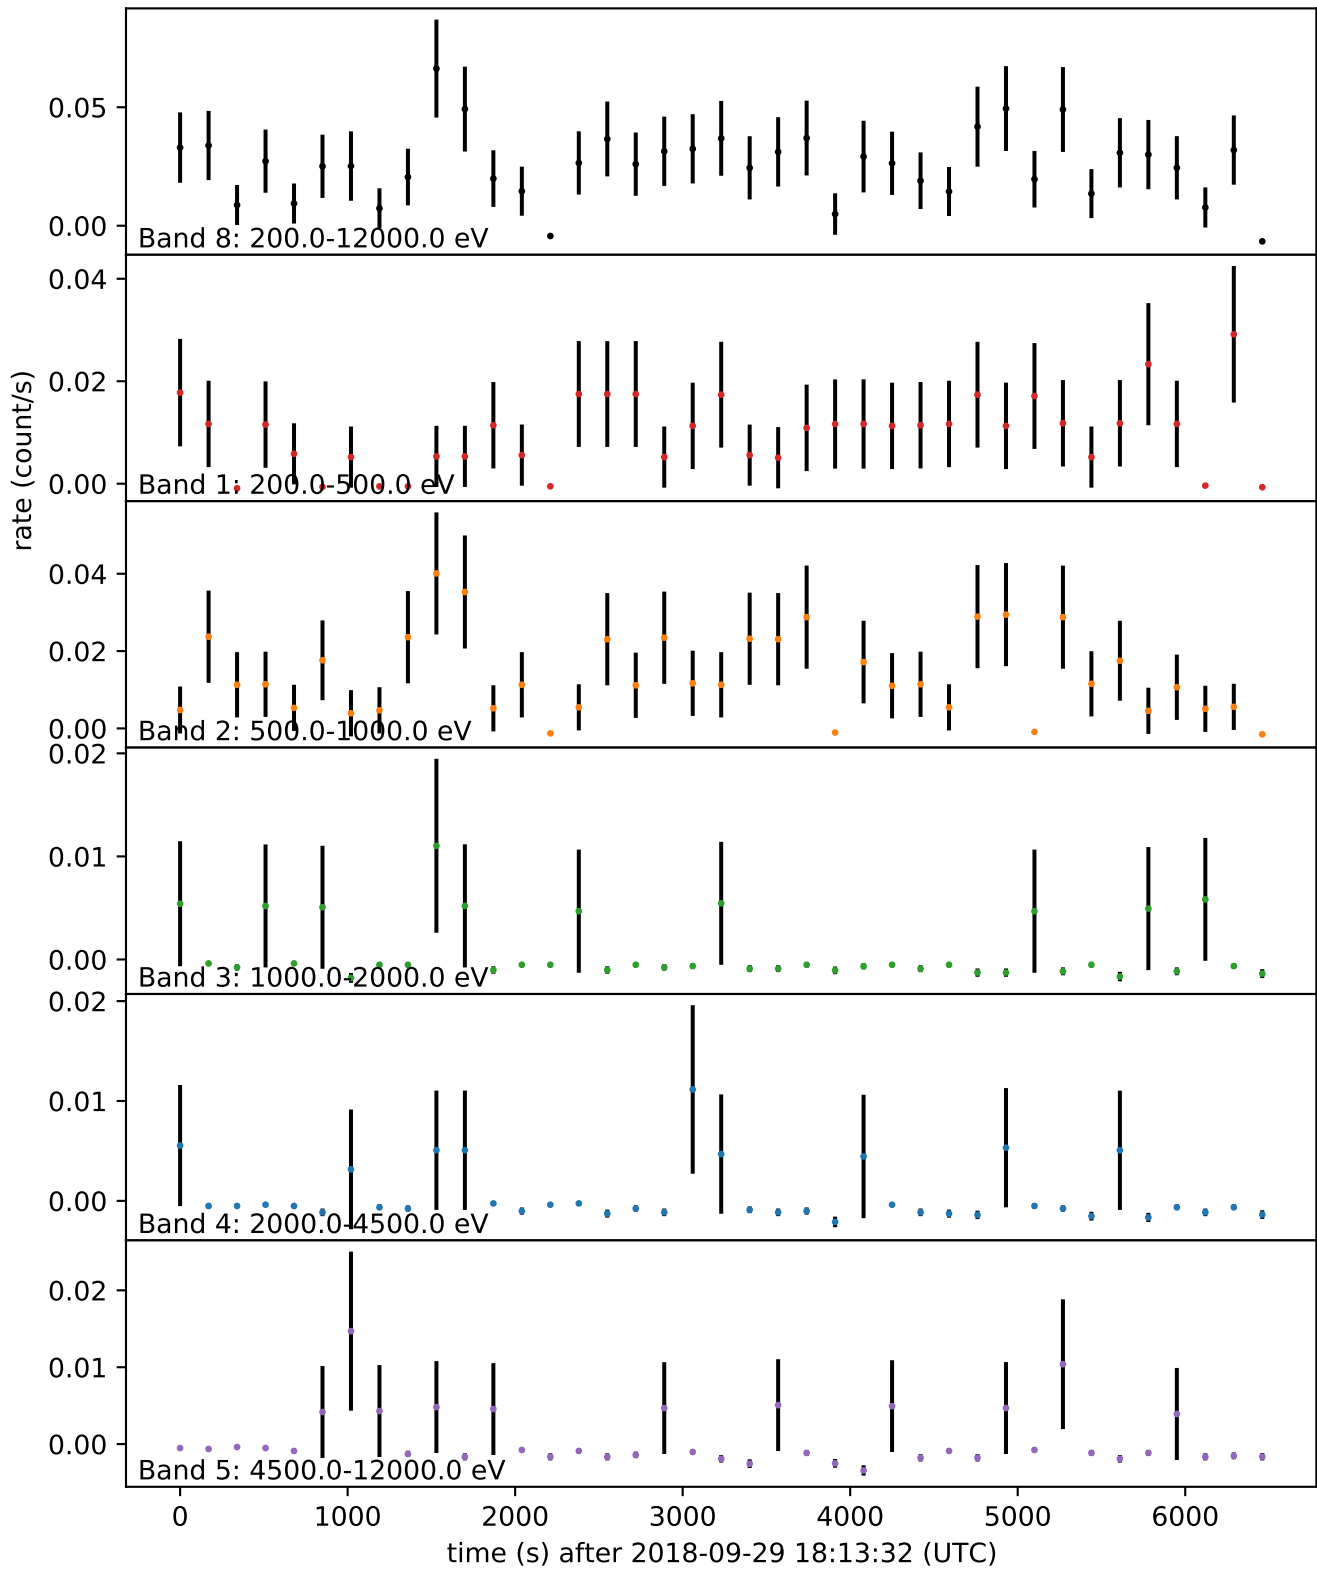 0.05
0.00
Band 8: 200.0-12000.0 eV
0.04
0.02
0.00
Band 1: 200.0-500.0 eV
rate (count/s)
0.04
0.02
0.00
Band 2: 500.0-1000.0 eV
0.02
0.01
0.00
Band 3: 1000.0-2000.0 eV
0.02
0.01
0.00
Band 4: 2000.0-4500.0 eV
0.02
0.01
0.00
Band 5: 4500.0-12000.0 eV
0 1000 2000 3000 4000 5000 6000
time (s) after 2018-09-29 18:13:32 (UTC)